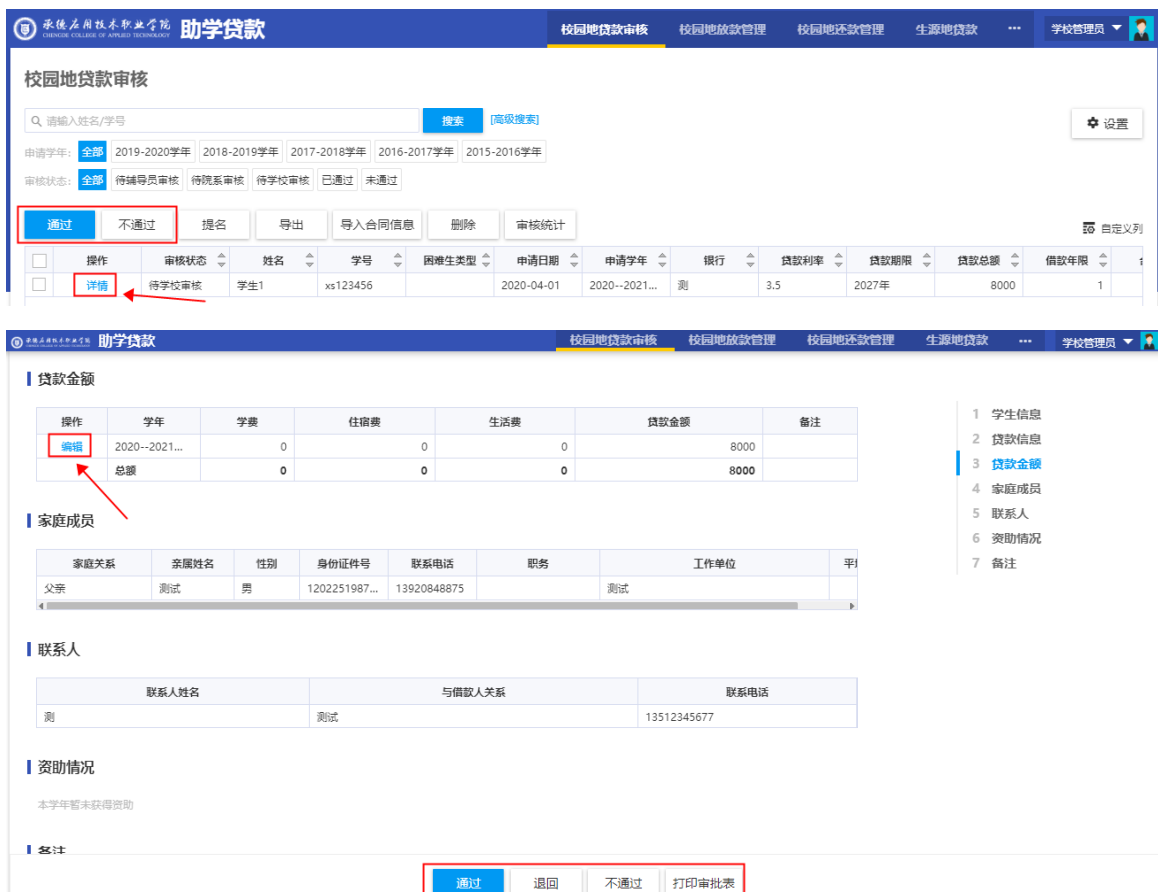 承德应用技术职业学院 助学贷款 校园地贷款审核 校园地放款管理 校园地还款管理 生源地贷款 ··· 学校管理员
CHENGDE COLLEGE OF APPLIED TECHNOLOGY
校园地贷款审核
请输入姓名/学号 搜索 [高级搜索] 设置
申请学年: 全部 2019-2020学年 2018-2019学年 2017-2018学年 2016-2017学年 2015-2016学年
审核状态: 全部 待辅导员审核 待院系审核 待学校审核 已通过 未通过
通过 不通过 提名 导出 导入合同信息 删除 审核统计 自定义列
操作 审核状态 姓名 学号 困难生类型 申请日期 申请学年 银行 贷款利率 贷款期限 贷款总额 借款年限
详情 待学校审核 学生1 xs123456 2020-04-01 2020--2021... 测 3.5 2027年 8000 1
承德应用技术职业学院 助学贷款 校园地贷款审核 校园地放款管理 校园地还款管理 生源地贷款 ··· 学校管理员
贷款金额
操作 学年 学费 住宿费 生活费 贷款金额 备注
编辑 2020--2021... 0 0 0 8000
总额 0 0 0 8000
1 学生信息
2 贷款信息
3 贷款金额
4 家庭成员
5 联系人
6 资助情况
7 备注
家庭成员
家庭关系 亲属姓名 性别 身份证件号 联系电话 职务 工作单位
父亲 测试 男 1202251987... 13920848875 测试
联系人
联系人姓名 与借款人关系 联系电话
测 测试 13512345677
资助情况
本学年暂未获得资助
备注
通过 退回 不通过 打印审批表